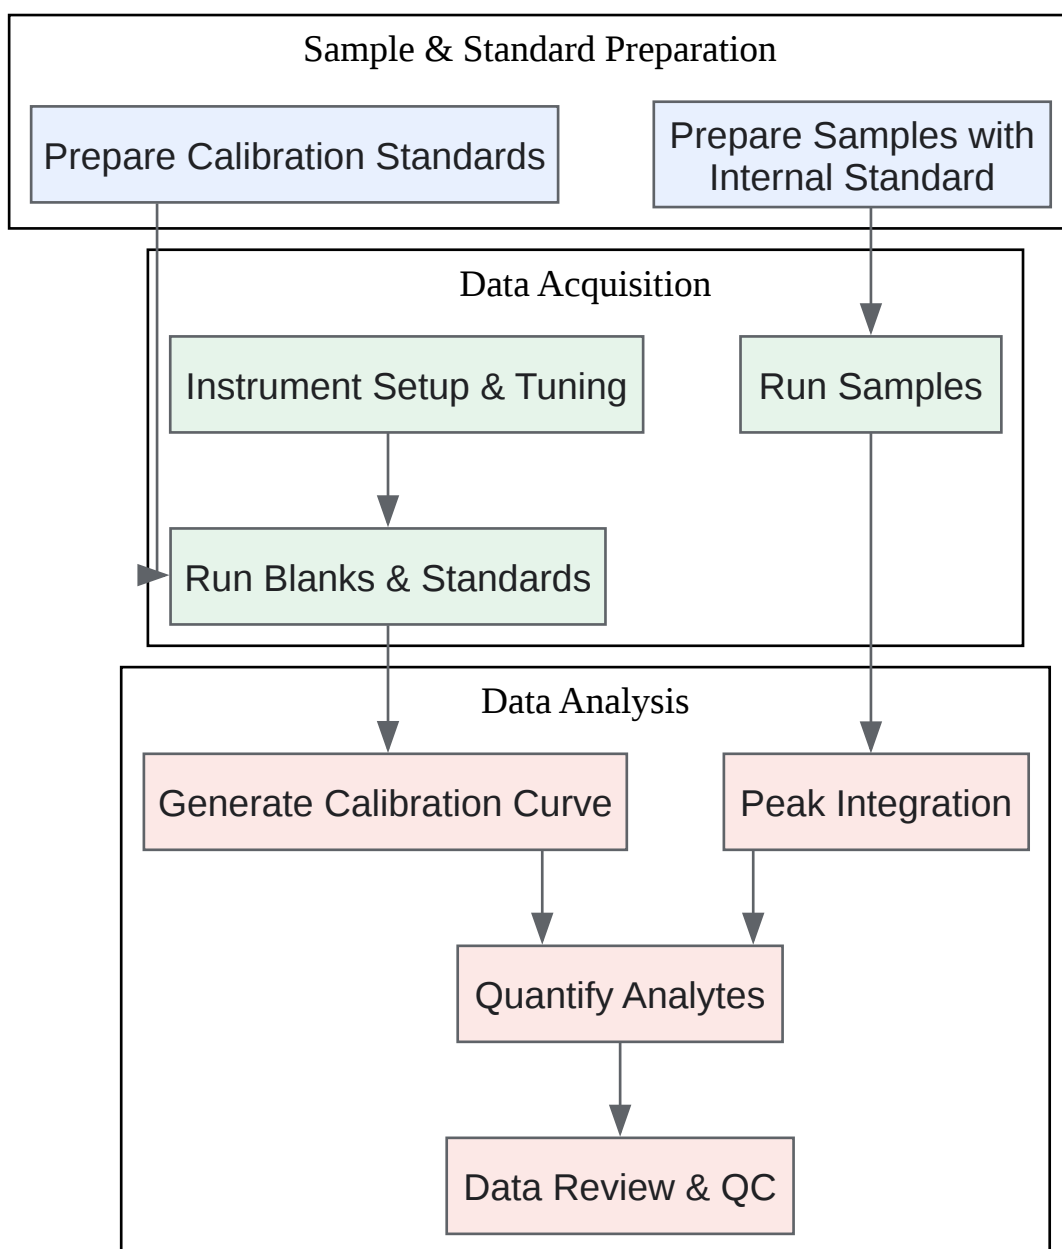 Sample & Standard Preparation
Prepare Calibration Standards
Prepare Samples with
Internal Standard
Data Acquisition
Instrument Setup & Tuning
Run Samples
Run Blanks & Standards
Data Analysis
Generate Calibration Curve
Peak Integration
Quantify Analytes
Data Review & QC